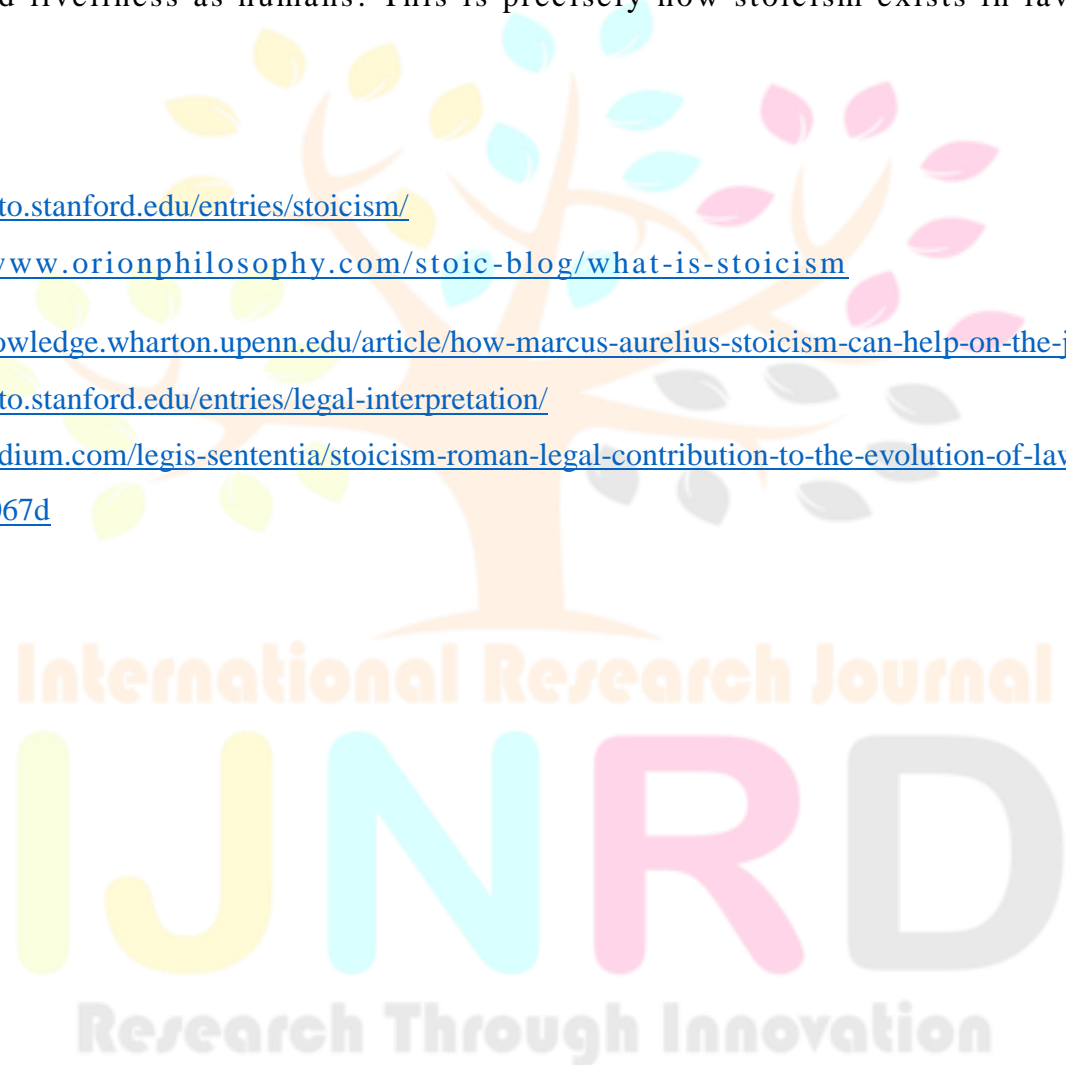 liveliness as humans? This is precisely how stoicism exists in
to.stanford.edu/entries/stoicism/
www.orionphilosophy.com/stoic-blog/what-is-stoicism
owledge.wharton.upenn.edu/article/how-marcus-aurelius-stoicism-can-help-on-the-j
to.stanford.edu/entries/legal-interpretation/
dium.com/legis-sententia/stoicism-roman-legal-contribution-to-the-evolution-of-law
067d
International Research Journal
IJNRD
Research Through Innovation